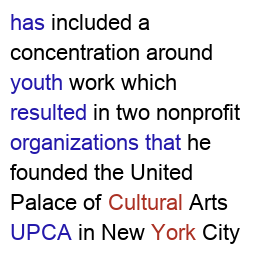 has included a
concentration around
youth work which
resulted in two nonprofit
organizations that he
founded the United
Palace of Cultural Arts
UPCA in New York City